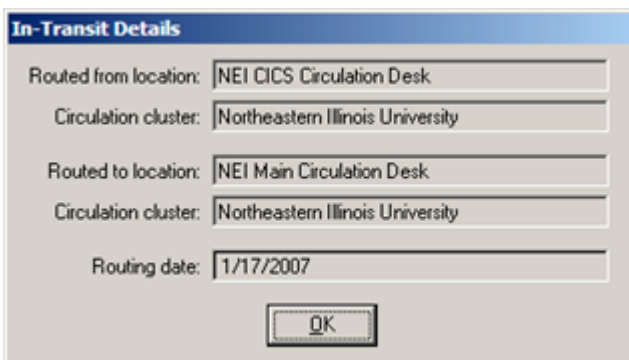 In-Transit Details
Routed from location: NEI CICS Circulation Desk
Circulation cluster: Northeastern Illinois University
Routed to location: NEI Main Circulation Desk
Circulation cluster: Northeastern Illinois University
Routing date: 1/17/2007
OK